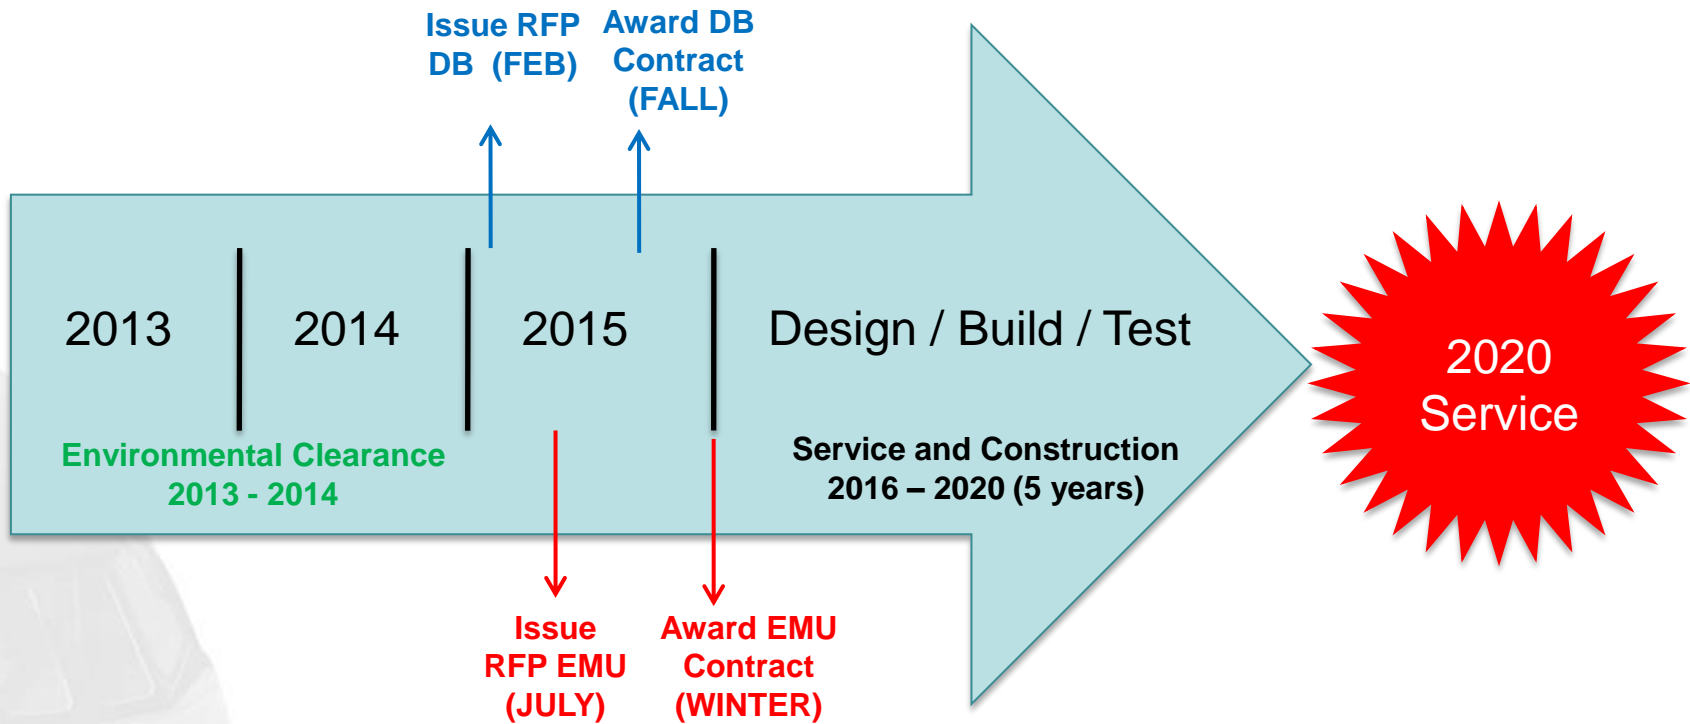 Issue RFP
DB (FEB)
Award DB
Contract
(FALL)
2013
2014
2015
Design / Build / Test
2020
Service
Environmental Clearance
2013 - 2014
Service and Construction
2016 – 2020 (5 years)
Issue
RFP EMU
(JULY)
Award EMU
Contract
(WINTER)